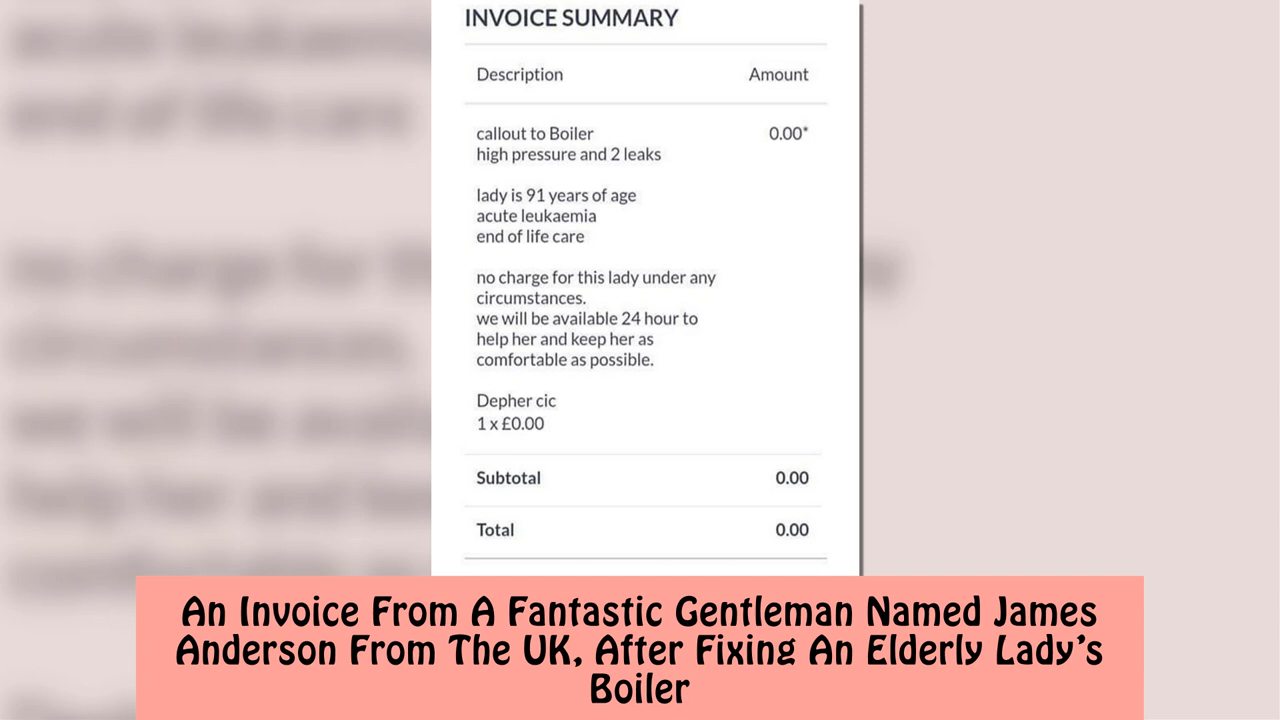 INVOICE SUMMARY
Description Amount
callout to Boiler 0.00*
high pressure and 2 leaks
lady is 91 years of age
acute leukaemia
end of life care
no charge for this lady under any
circumstances.
we will be available 24 hour to
help her and keep her as
comfortable as possible.
Depher cic
1 x £0.00
Subtotal 0.00
Total 0.00
An Invoice From A Fantastic Gentleman Named James
Anderson From The UK, After Fixing An Elderly Lady's
Boiler